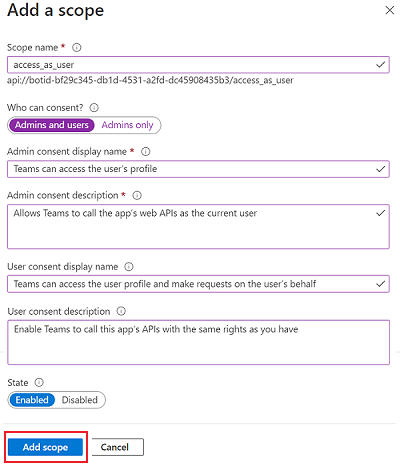 Add a scope
Scope name *
access_as_user
api://botid-bf29c345-db1d-4531-a2fd-dc45908435b3/access_as_user
Who can consent?
Admins and users Admins only
Admin consent display name *
Teams can access the user's profile
Admin consent description *
Allows Teams to call the app's web APIs as the current user
User consent display name
Teams can access the user profile and make requests on the user's behalf
User consent description
Enable Teams to call this app's APIs with the same rights as you have
State
Enabled Disabled
Add scope Cancel